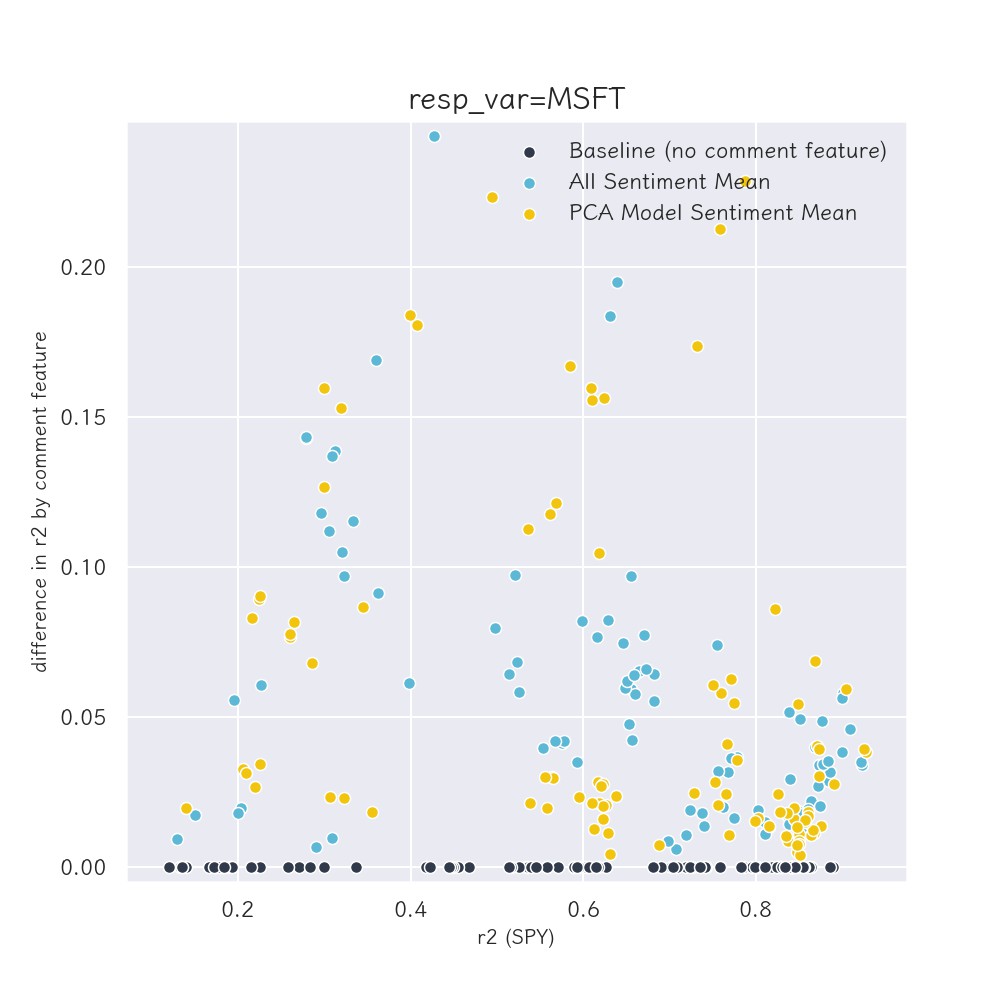 resp_var=MSFT
Baseline (no comment feature)
All Sentiment Mean
PCA Model Sentiment Mean
difference in r2 by comment feature
0.20
0.15
0.10
0.05
0.00
0.2 0.4 0.6 0.8
r2 (SPY)